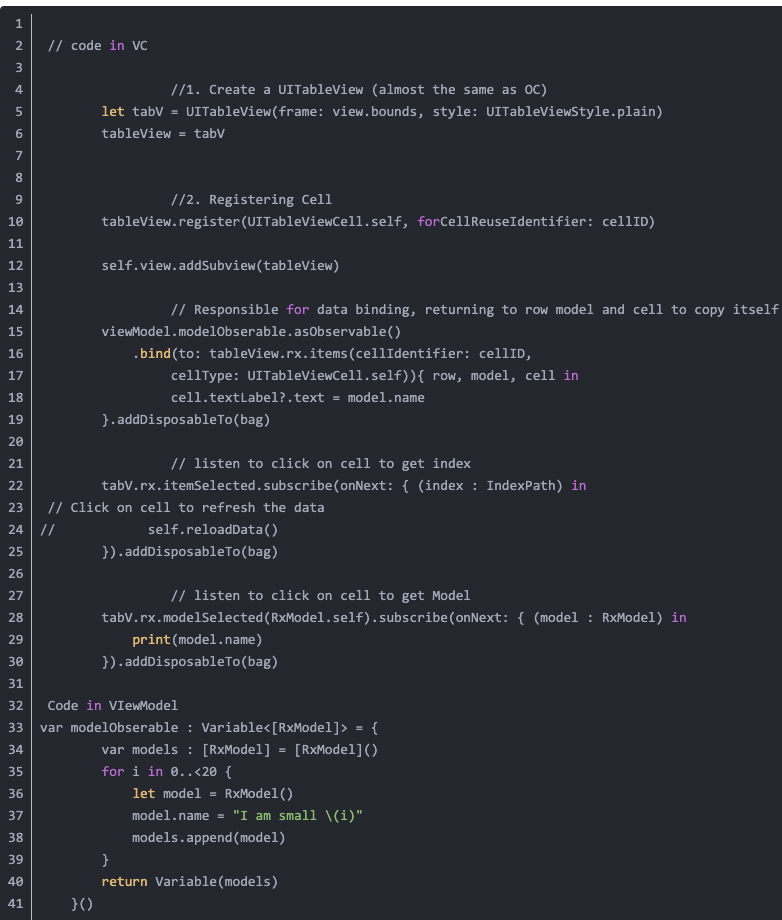 1
2 // code in VC
3
4 //1. Create a UITableView (almost the same as OC)
5 let tabV = UITableView(frame: view.bounds, style: UITableViewStyle.plain)
6 tableView = tabV
7
8
9 //2. Registering Cell
10 tableView.register(UITableViewCell.self, forCellReuseIdentifier: cellID)
11
12 self.view.addSubview(tableView)
13
14 // Responsible for data binding, returning to row model and cell to copy itself
15 viewModel.modelObserable.asObservable()
16 .bind(to: tableView.rx.items(cellIdentifier: cellID,
17 cellType: UITableViewCell.self)){ row, model, cell in
18 cell.textLabel?.text = model.name
19 }.addDisposableTo(bag)
20
21 // listen to click on cell to get index
22 tabV.rx.itemSelected.subscribe(onNext: { (index : IndexPath) in
23 // Click on cell to refresh the data
24 // self.reloadData()
25 }).addDisposableTo(bag)
26
27 // listen to click on cell to get Model
28 tabV.rx.modelSelected(RxModel.self).subscribe(onNext: { (model : RxModel) in
29 print(model.name)
30 }).addDisposableTo(bag)
31
32 Code in VIewModel
33 var modelObserable : Variable<[RxModel]> = {
34 var models : [RxModel] = [RxModel]()
35 for i in 0..<20 {
36 let model = RxModel()
37 model.name = "I am small \(i)"
38 models.append(model)
39 }
40 return Variable(models)
41 }()